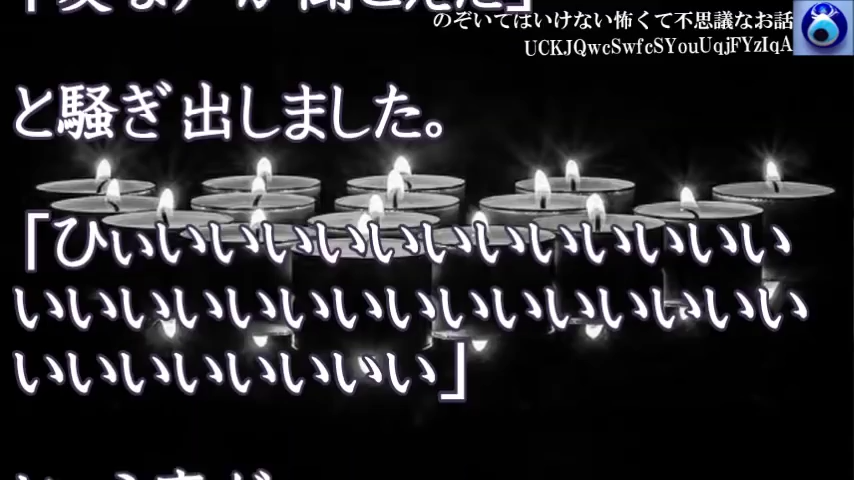 のぞいてはいけない怖くて不思議なお話
UCKJQwcSwfcSYouUqjFYzIqA
と騒ぎ出しました。
「ひぃいいいいいいいいいいいい
いいいいいいいいいいいいいいい
いいいいいいいい」